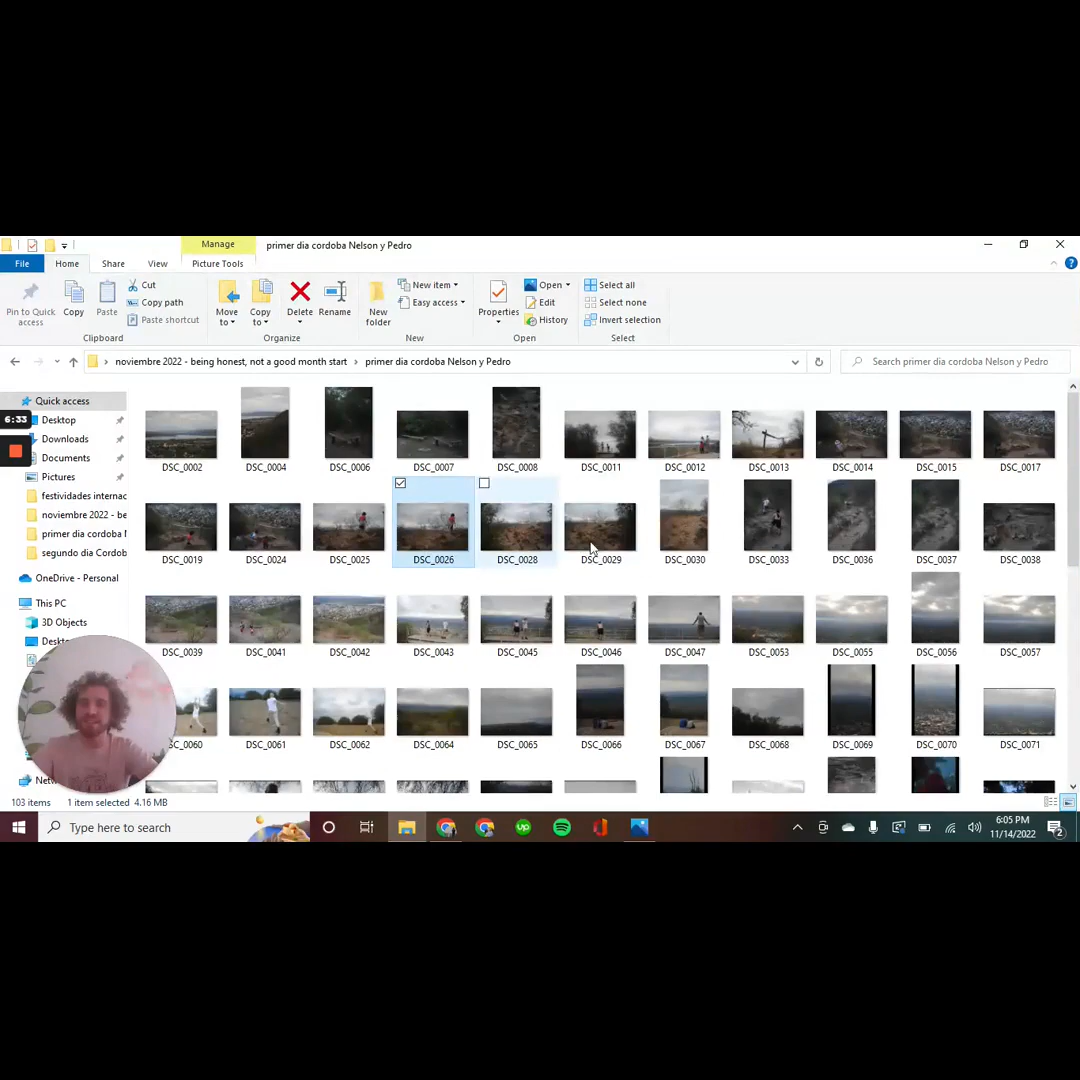 Manage
primer dia cordoba Nelson y Pedro
File
Home
Share
View
Picture Tools
Pin to Quick access
Copy
Paste
Cut
Copy path
Paste shortcut
Clipboard
Move to
Copy to
Delete
Rename
Organize
New folder
New item
Easy access
New
Properties
Open
Edit
History
Open
Select all
Select none
Invert selection
Select
noviembre 2022 - being honest, not a good month start
primer dia cordoba Nelson y Pedro
Search primer dia cordoba Nelson y Pedro
Quick access
6:33
Desktop
Downloads
Documents
Pictures
festividades internac
noviembre 2022 - be
primer dia cordoba N
segundo dia Cordob
OneDrive - Personal
This PC
3D Objects
Deskt
Netw
DSC_0002 DSC_0004 DSC_0006 DSC_0007 DSC_0008 DSC_0011 DSC_0012 DSC_0013 DSC_0014 DSC_0015 DSC_0017
DSC_0019 DSC_0024 DSC_0025 DSC_0026 DSC_0028 DSC_0029 DSC_0030 DSC_0033 DSC_0036 DSC_0037 DSC_0038
DSC_0039 DSC_0041 DSC_0042 DSC_0043 DSC_0045 DSC_0046 DSC_0047 DSC_0053 DSC_0055 DSC_0056 DSC_0057
DSC_0060 DSC_0061 DSC_0062 DSC_0064 DSC_0065 DSC_0066 DSC_0067 DSC_0068 DSC_0069 DSC_0070 DSC_0071
103 items 1 item selected 4.16 MB
Type here to search
up
6:05 PM
11/14/2022
2